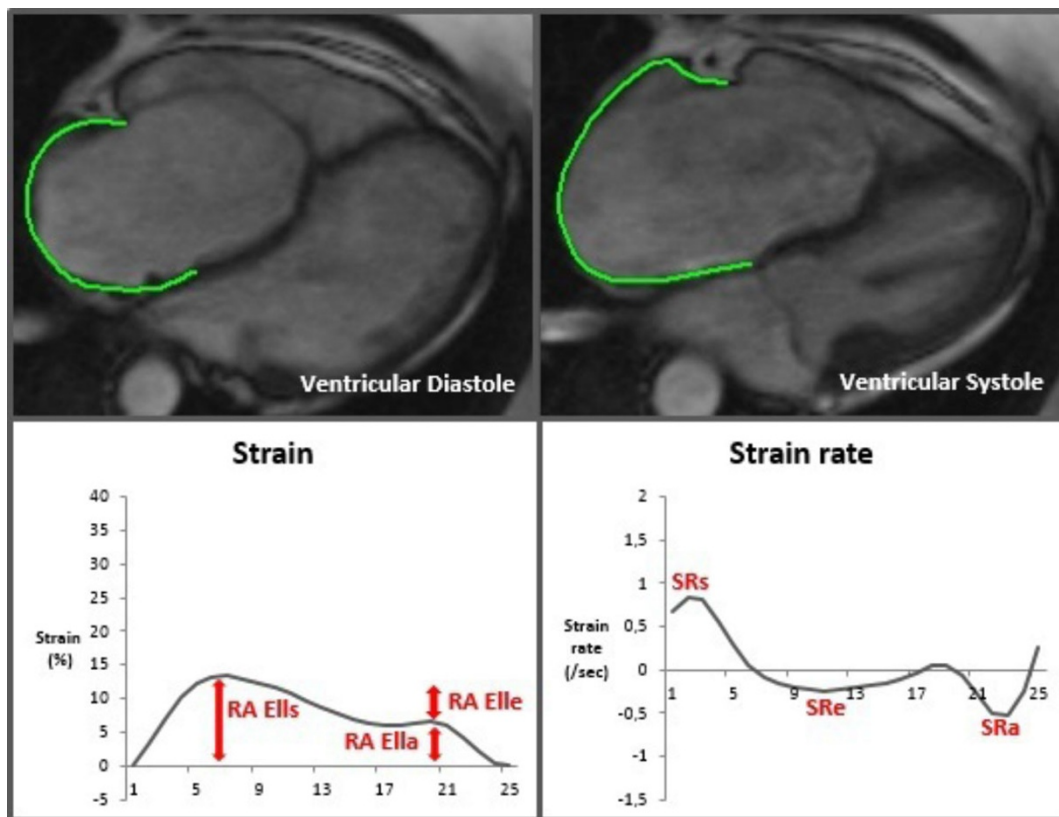 Ventricular Diastole
Ventricular Systole
Strain
40
35
30
25
20
15
10
5
0
-5
Strain
(%)
RA Ells
RA Elle
RA Ella
1 5 9 13 17 21 25
Strain rate
2
1,5
1
0,5
0
-0,5
-1
-1,5
Strain
rate
(/sec)
SRs
SRe
SRa
1 5 9 13 17 21 25